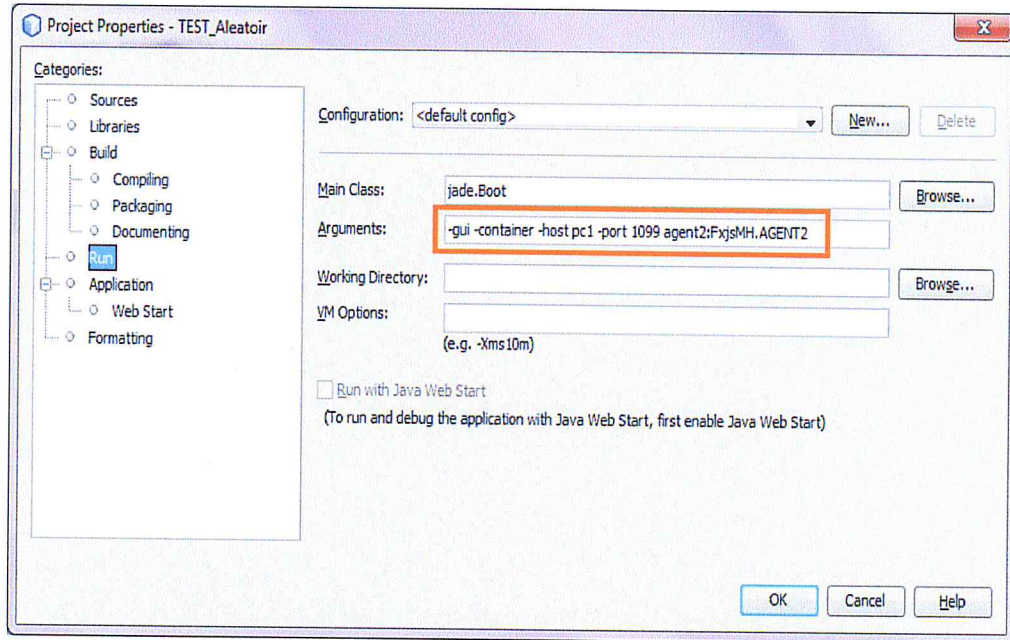 Project Properties - TEST_Aleatoir
Categories:
Sources
Libraries
Build
Compiling
Packaging
Documenting
Run
Application
Web Start
Formatting
Configuration: <default config> New... Delete
Main Class: jade.Boot Browse...
Arguments: -gui -container -host pc1 -port 1099 agent2:FxjsMH.AGENT2
Working Directory: Browse...
VM Options:
(e.g. -Xms10m)
Run with Java Web Start
(To run and debug the application with Java Web Start, first enable Java Web Start)
OK Cancel Help